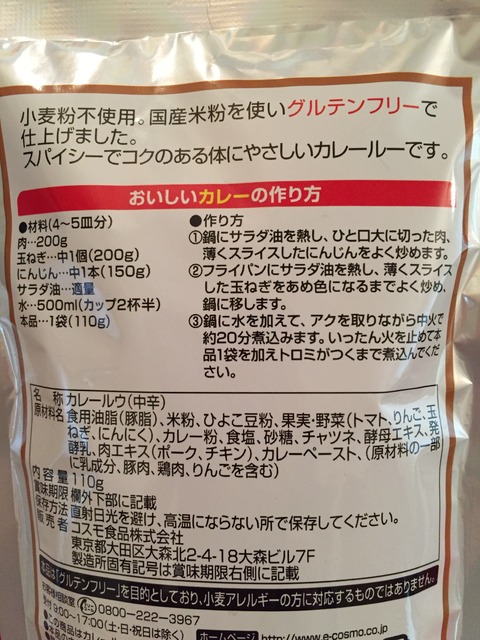 小麦粉不使用。国産米粉を使いグルテンフリーで
仕上げました。
スパイシーでコクのある体にやさしいカレールーです。
おいしいカレーの作り方
●材料(4〜5皿分)
肉…200g
玉ねぎ…中1個(200g)
にんじん…中1本(150g)
サラダ油…適量
水…500ml(カップ2杯半)
本品…1袋(110g)
●作り方
①鍋にサラダ油を熱し、ひと口大に切った肉、
薄くスライスしたにんじんをよく炒めます。
②フライパンにサラダ油を熱し、薄くスライス
した玉ねぎをあめ色になるまでよく炒め、
鍋に移します。
③鍋に水を加えて、アクを取りながら中火で
約20分煮込みます。いったん火を止めて本
品1袋を加えトロミがつくまで煮込んでくだ
さい。
名称 カレールウ(中辛)
原材料名 食用油脂(豚脂)、米粉、ひよこ豆粉、果実・野菜(トマト、りんご、玉
ねぎ、にんにく)、カレー粉、食塩、砂糖、チャツネ、酵母エキス、発
酵乳、肉エキス(ポーク、チキン)、カレーペースト、(原材料の一部
に乳成分、豚肉、鶏肉、りんごを含む)
内容量 110g
賞味期限 欄外下部に記載
保存方法 直射日光を避け、高温にならない所で保存してください。
販売者 コスモ食品株式会社
東京都大田区大森北2-4-18大森ビル7F
製造所固有記号は賞味期限右側に記載
本品は「グルテンフリー」を目的としており、小麦アレルギーの方に対応するものではありません。
お客様相談室 0800-222-3967
受付9:00〜17:00(土・日・祝日は除く)
ホームページ http://www.e-cosmo.co.jp